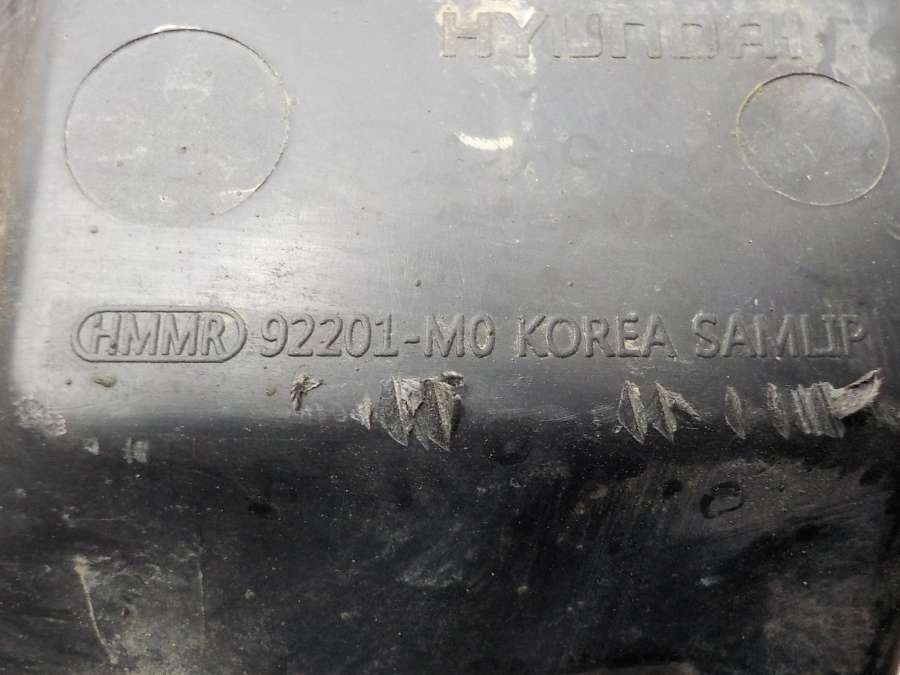 HYUNDAI
HMMR 92201-M0 KOREA SAMLIP